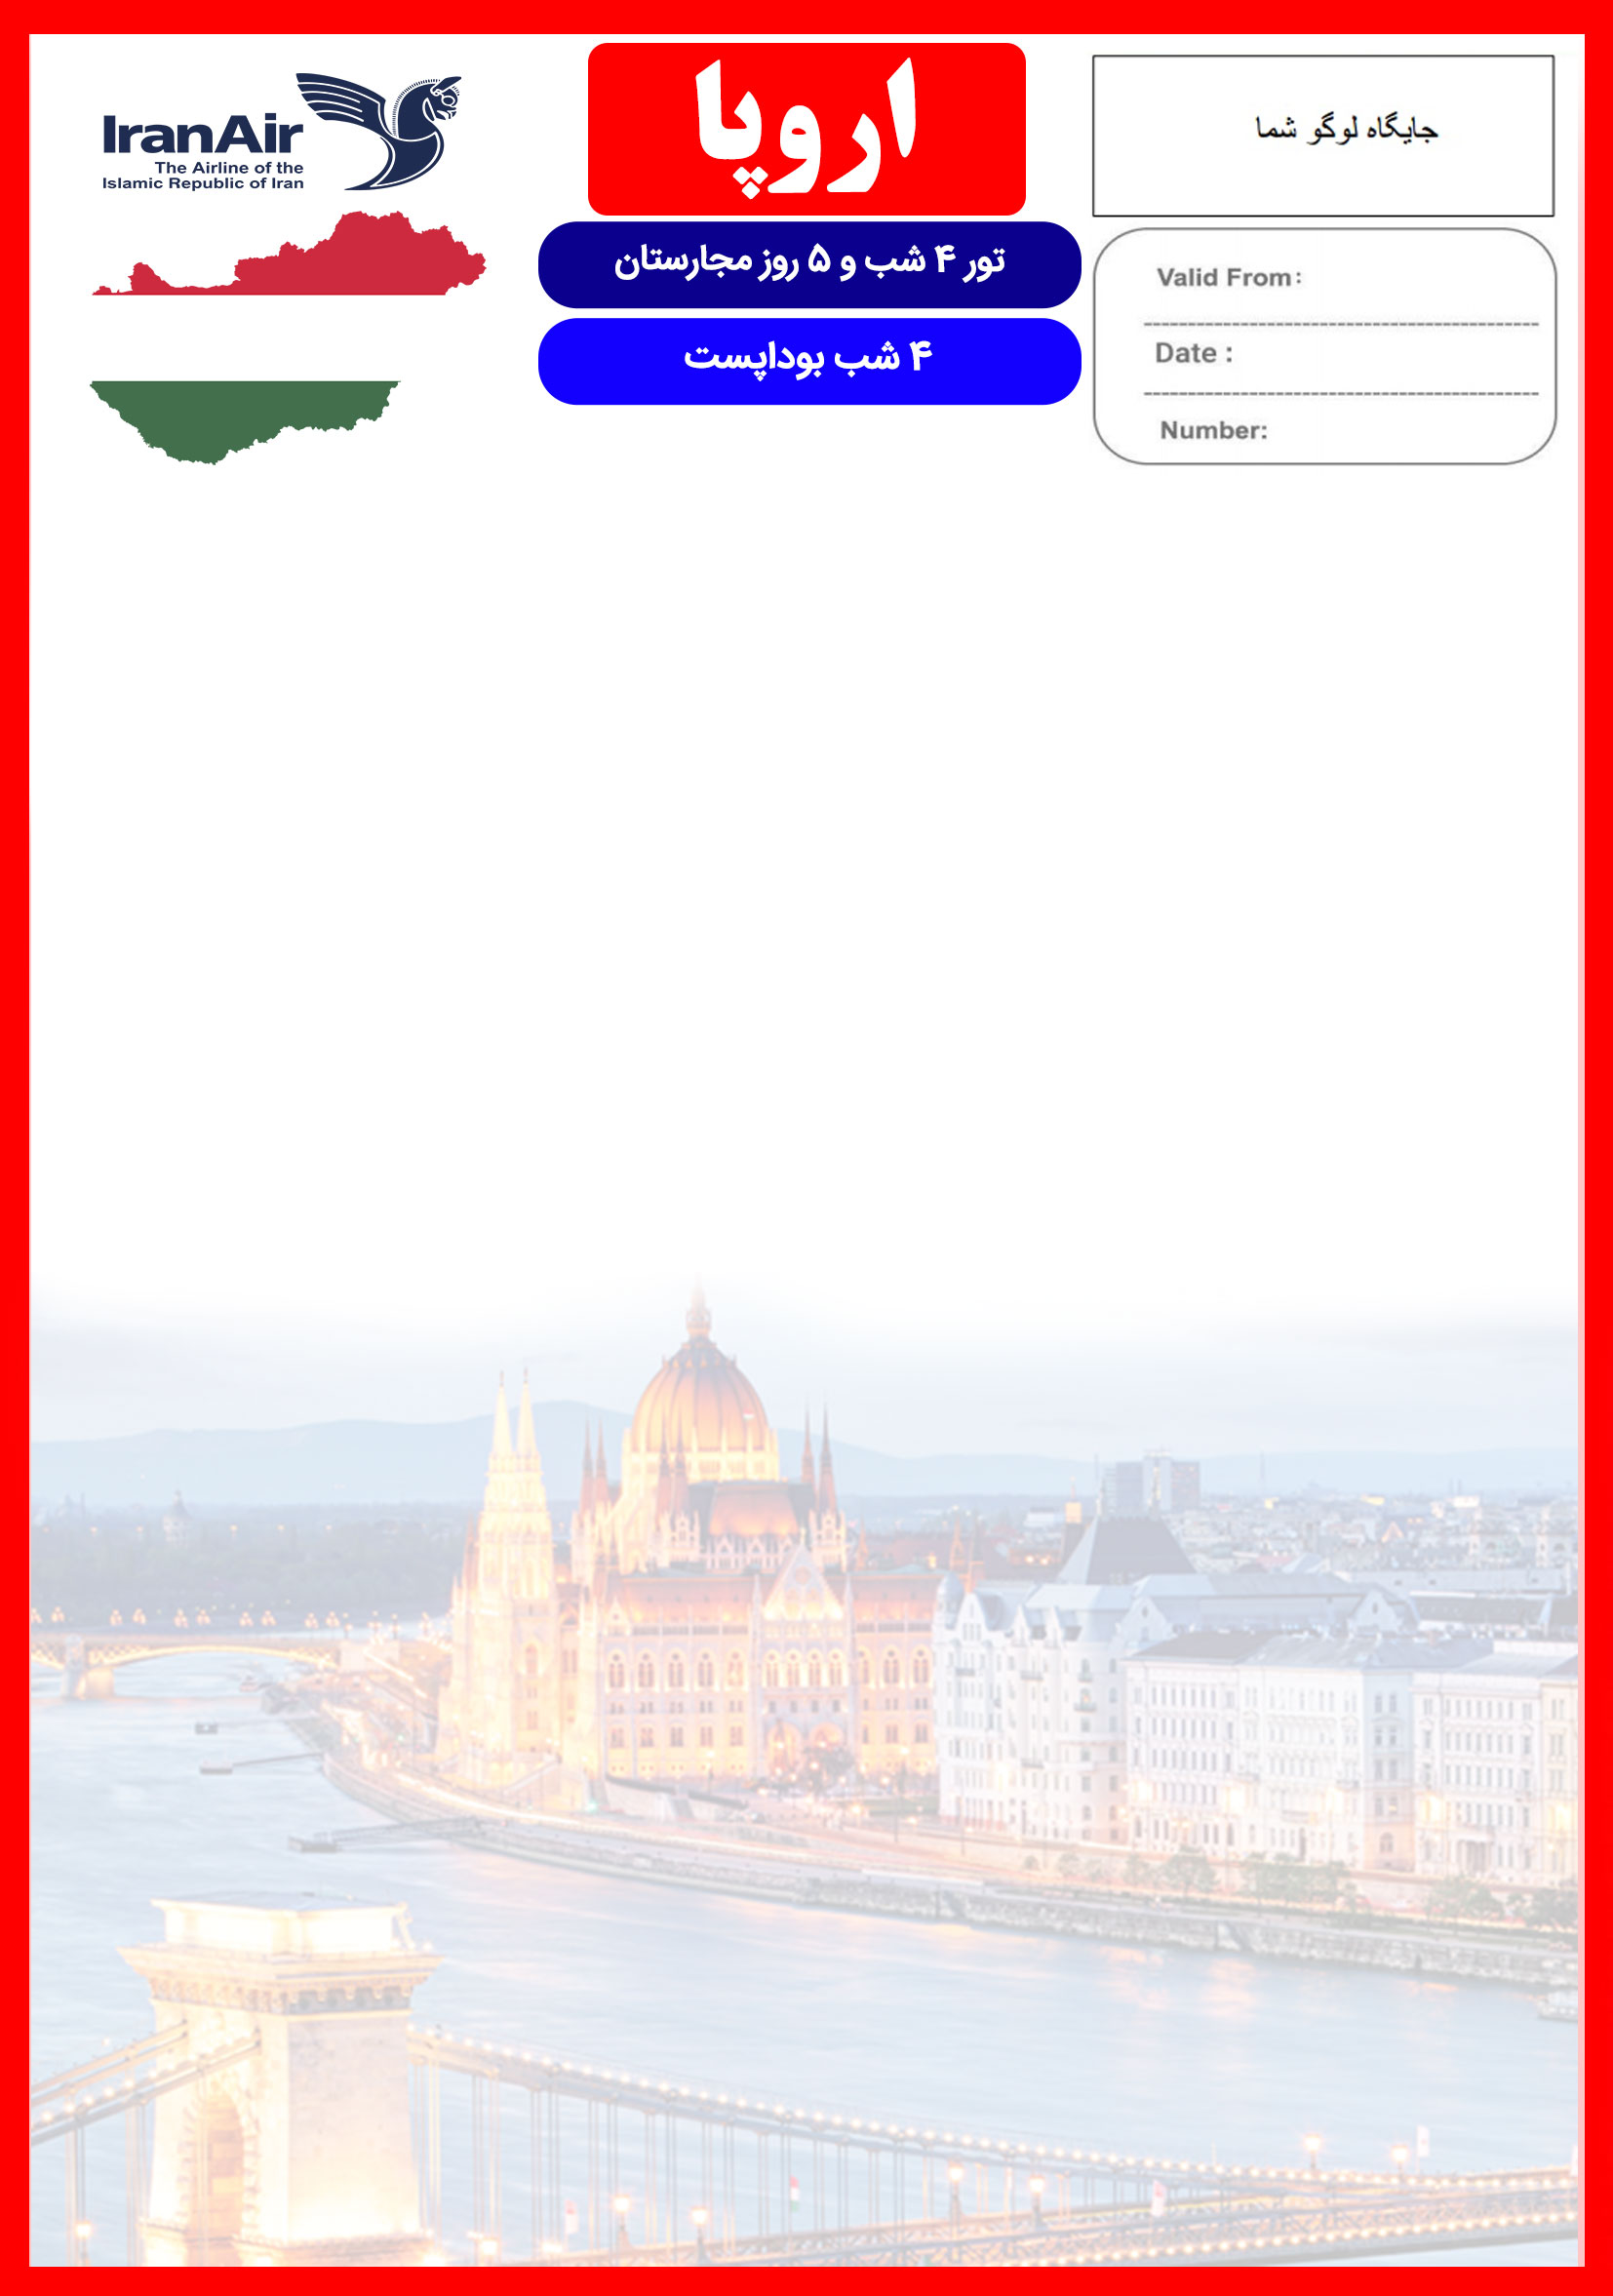 IranAir
The Airline of the
Islamic Republic of Iran
اروپا
جایگاه لوگو شما
تور ۴ شب و ۵ روز مجارستان
۴ شب بوداپست
Valid From:
Date :
Number: